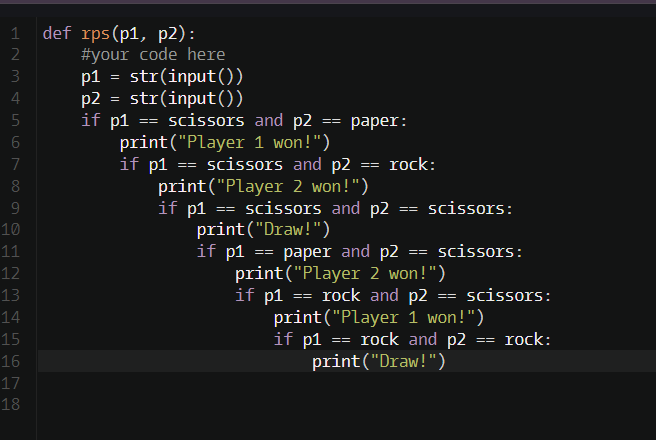 1 def rps(p1, p2):
2     #your code here
3     p1 = str(input())
4     p2 = str(input())
5     if p1 == scissors and p2 == paper:
6         print("Player 1 won!")
7         if p1 == scissors and p2 == rock:
8             print("Player 2 won!")
9             if p1 == scissors and p2 == scissors:
10                 print("Draw!")
11                 if p1 == paper and p2 == scissors:
12                     print("Player 2 won!")
13                     if p1 == rock and p2 == scissors:
14                         print("Player 1 won!")
15                         if p1 == rock and p2 == rock:
16                             print("Draw!")
17
18